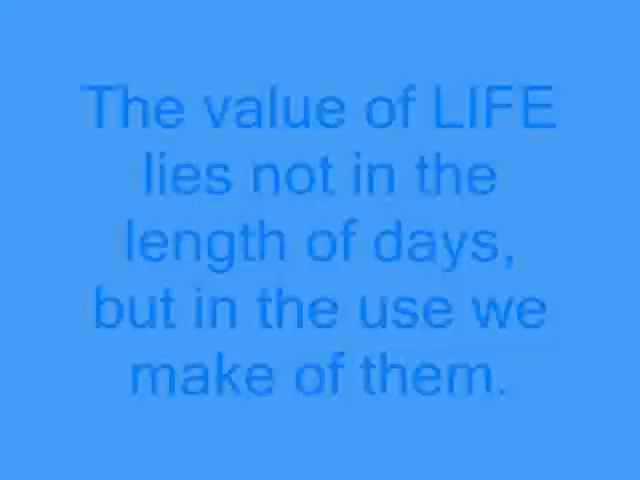 The value of LIFE
lies not in the
length of days,
but in the use we
make of them.